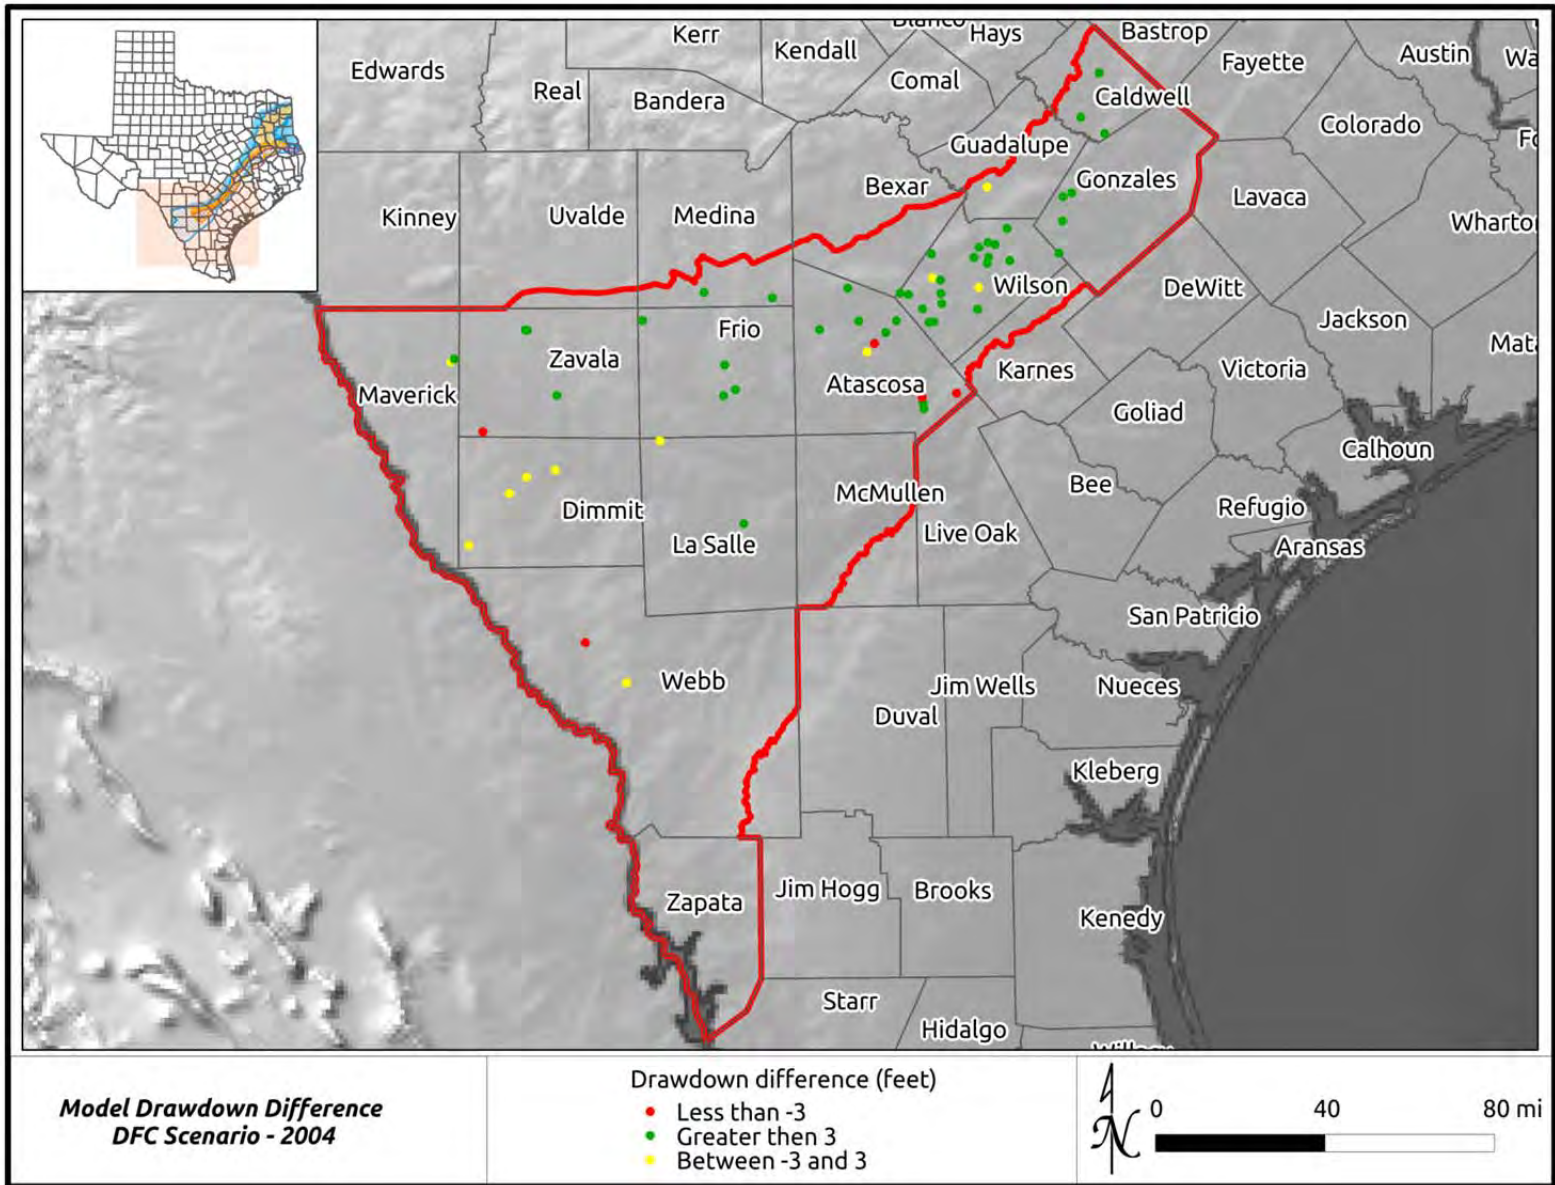 Blanco
Kerr
Hays
Bastrop
Kendall
Austin
Wa
Edwards
Fayette
Comal
Real
Bandera
Caldwell
Colorado
Guadalupe
Fo
Bexar
Gonzales
Lavaca
Kinney
Uvalde
Medina
Wharton
Wilson
DeWitt
Jackson
Frio
Mata
Zavala
Karnes
Victoria
Maverick
Atascosa
Goliad
Calhoun
McMullen
Bee
Dimmit
Refugio
La Salle
Live Oak
Aransas
San Patricio
Webb
Jim Wells
Nueces
Duval
Kleberg
Zapata
Jim Hogg
Brooks
Kenedy
Starr
Hidalgo
Model Drawdown Difference
DFC Scenario - 2004
Drawdown difference (feet)
Less than -3
Greater then 3
Between -3 and 3
N
0 40 80 mi